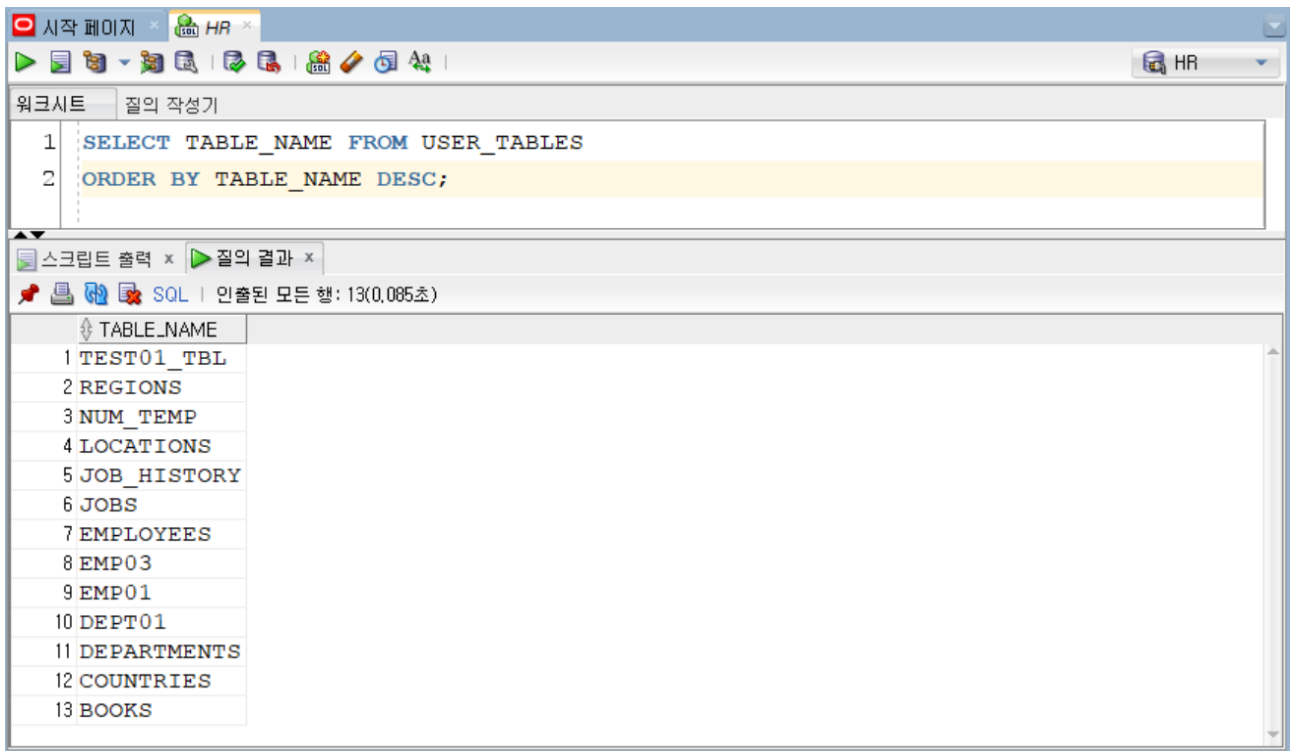 시작 페이지 HR
HR
워크시트 질의 작성기
1 SELECT TABLE_NAME FROM USER_TABLES
2 ORDER BY TABLE_NAME DESC;
스크립트 출력 x 질의 결과 x
SQL | 인출된 모든 행: 13(0,085초)
TABLE_NAME
1 TEST01_TBL
2 REGIONS
3 NUM_TEMP
4 LOCATIONS
5 JOB_HISTORY
6 JOBS
7 EMPLOYEES
8 EMP03
9 EMP01
10 DEPT01
11 DEPARTMENTS
12 COUNTRIES
13 BOOKS